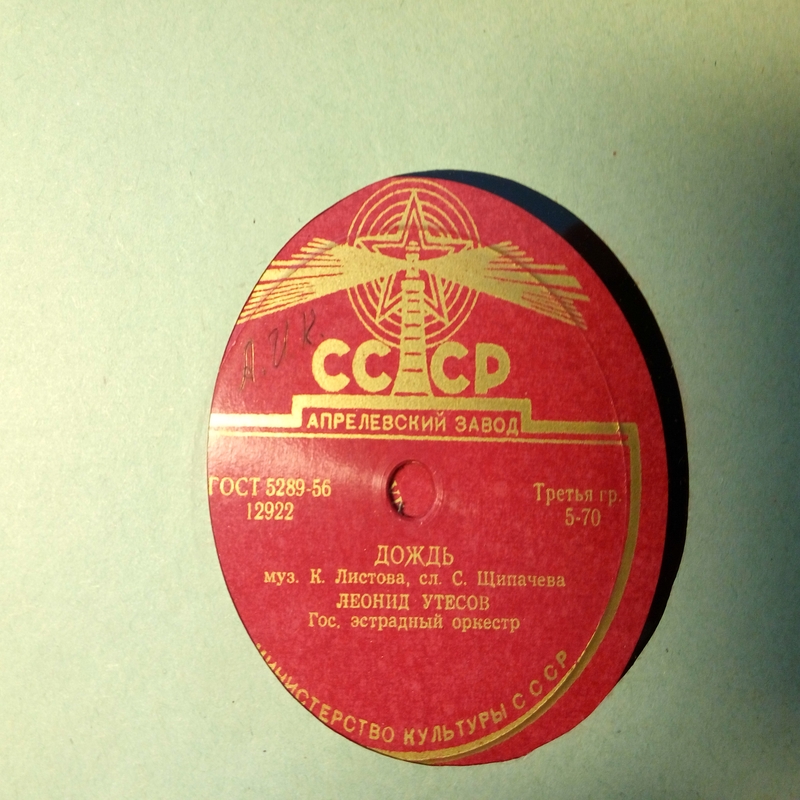 А.И К.
СССР
АПРЕЛЕВСКИЙ ЗАВОД
ГОСТ 5289-56
12922
Третья гр.
5-70
ДОЖДЬ
муз. К. Листова, сл. С. Щипачева
ЛЕОНИД УТЕСОВ
Гос. эстрадный оркестр
МИНИСТЕРСТВО КУЛЬТУРЫ СССР